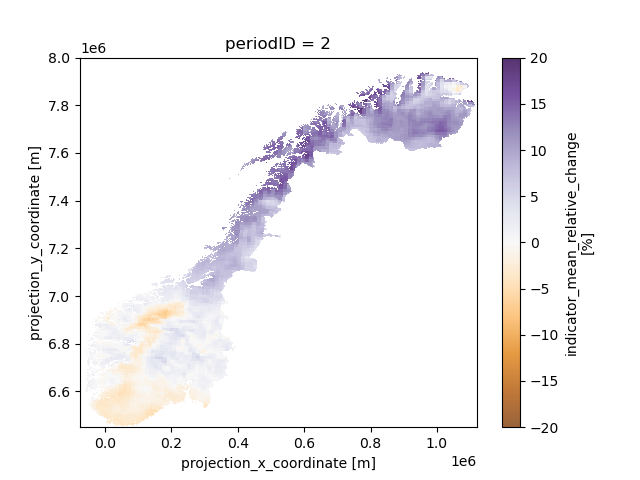 periodID = 2
1e6
8.0
7.8
7.6
7.4
7.2
7.0
6.8
6.6
projection_y_coordinate [m]
0.0 0.2 0.4 0.6 0.8 1.0
1e6
projection_x_coordinate [m]
20
15
10
5
0
−5
−10
−15
−20
indicator_mean_relative_change
[%]